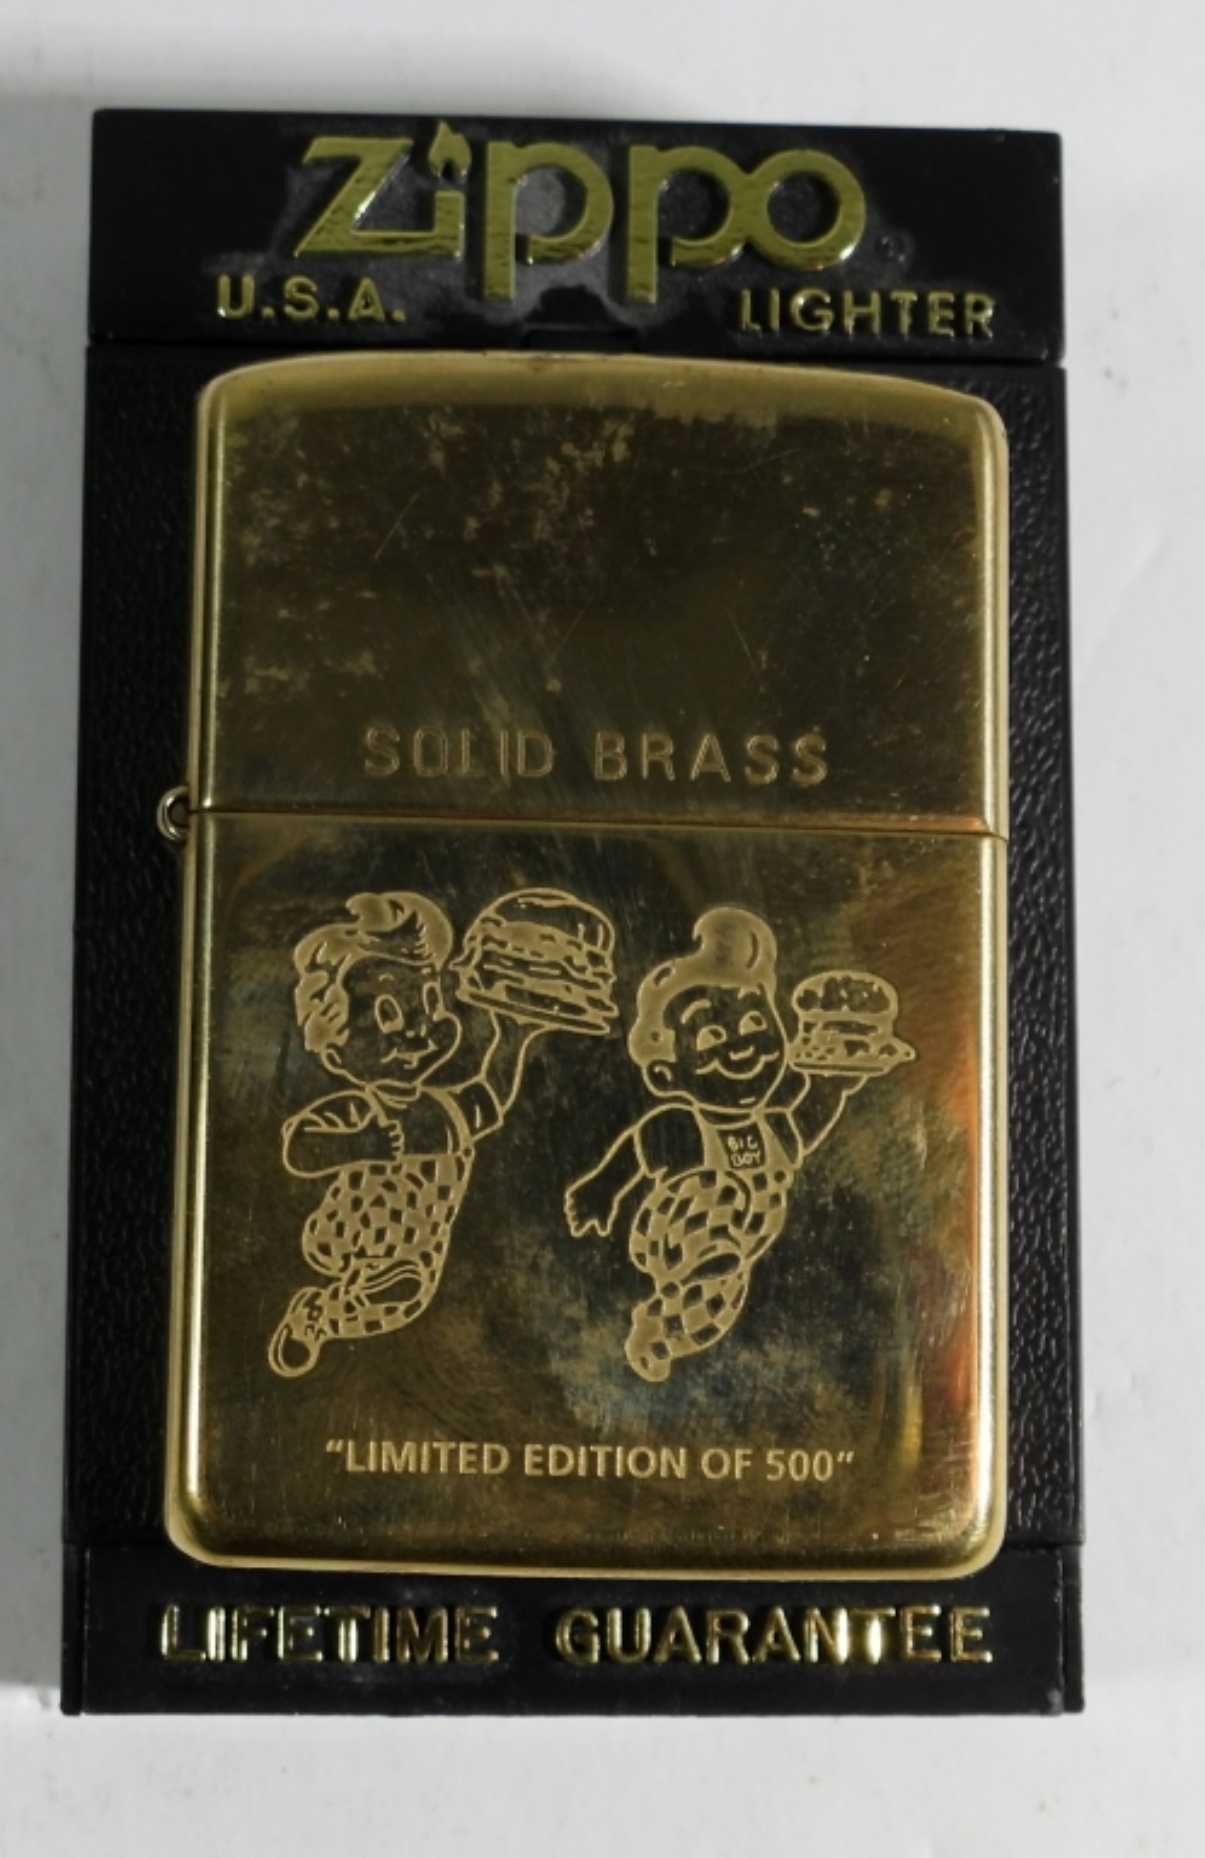 Zippo
U.S.A. LIGHTER
SOLID BRASS
BIG
BOY
"LIMITED EDITION OF 500"
LIFETIME GUARANTEE